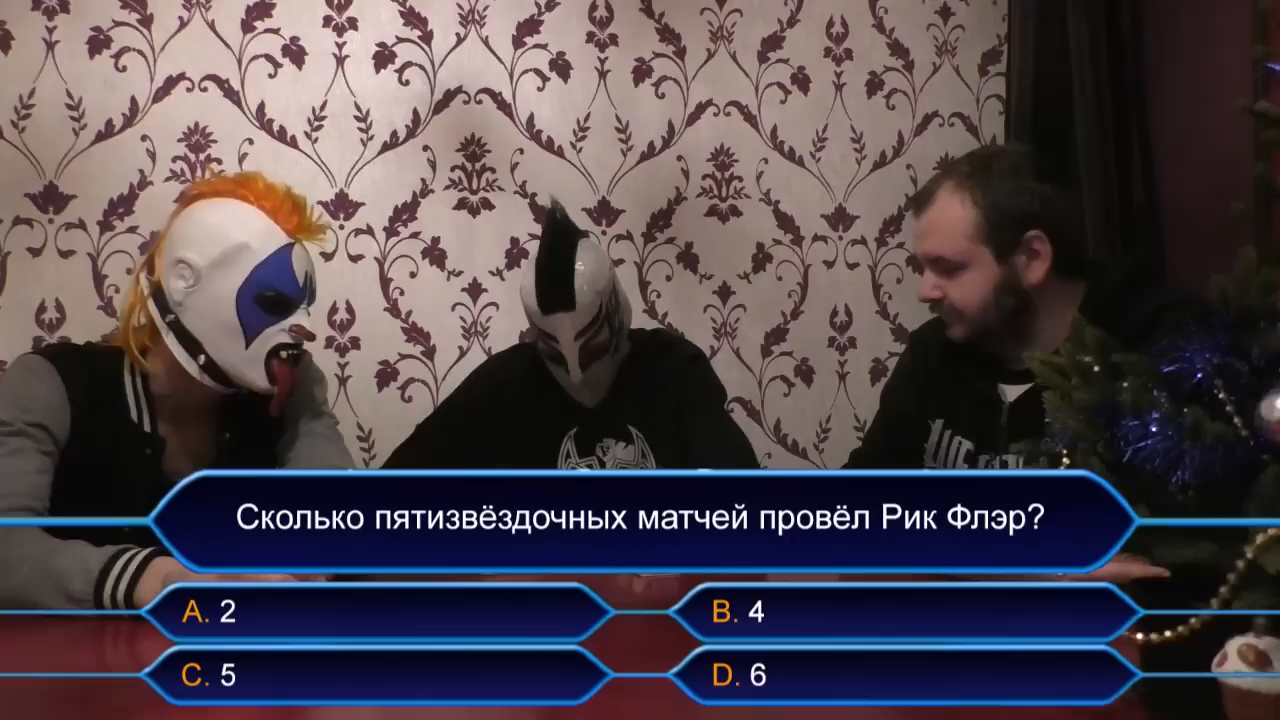 Сколько пятизвёздочных матчей провёл Рик Флэр?
A. 2
B. 4
C. 5
D. 6